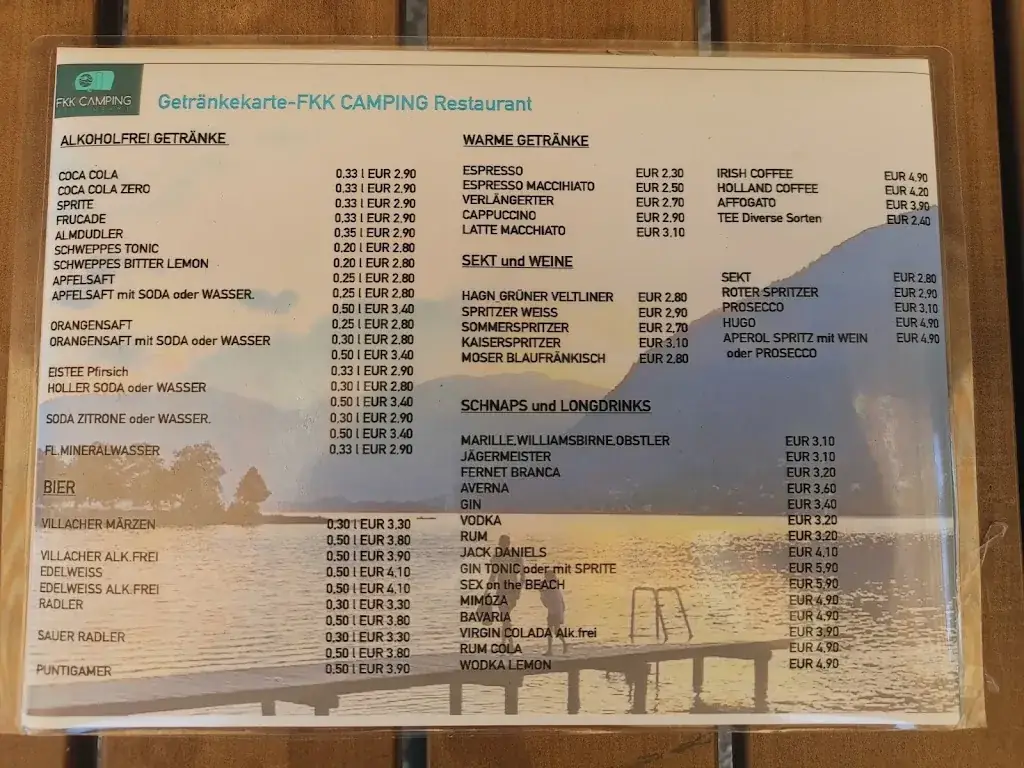 FKK CAMPING
Getränkekarte-FKK CAMPING Restaurant
ALKOHOLFREI GETRÄNKE
COCA COLA 0,33 l EUR 2.90
COCA COLA ZERO 0,33 l EUR 2.90
SPRITE 0,33 l EUR 2.90
FRUCADE 0,33 l EUR 2.90
ALMDUDLER 0,35 l EUR 2.90
SCHWEPPES TONIC 0,20 l EUR 2.80
SCHWEPPES BITTER LEMON 0,20 l EUR 2.80
APFELSAFT 0,25 l EUR 2.80
APFELSAFT mit SODA oder WASSER. 0,25 l EUR 2.80
0,50 l EUR 3,40
ORANGENSAFT 0,25 l EUR 2.80
ORANGENSAFT mit SODA oder WASSER 0,30 l EUR 2.80
0,50 l EUR 3,40
EISTEE Pfirsich 0,33 l EUR 2.90
HOLLER SODA oder WASSER 0,30 l EUR 2,80
0,50 l EUR 3,40
SODA ZITRONE oder WASSER. 0,30 l EUR 2.90
0,50 l EUR 3,40
FL.MINERALWASSER 0,33 l EUR 2.90
BIER
VILLACHER MÄRZEN 0,30 l EUR 3,30
0,50 l EUR 3,80
VILLACHER ALK.FREI 0,50 l EUR 3,90
EDELWEISS 0,50 l EUR 4,10
EDELWEISS ALK.FREI 0,50 l EUR 4,10
RADLER 0,30 l EUR 3,30
0,50 l EUR 3,80
SAUER RADLER 0,30 l EUR 3,30
0,50 l EUR 3,80
PUNTIGAMER 0,50 l EUR 3,90
WARME GETRÄNKE
ESPRESSO EUR 2.30
ESPRESSO MACCIHIATO EUR 2.50
VERLÄNGERTER EUR 2.70
CAPPUCCINO EUR 2.90
LATTE MACCHIATO EUR 3,10
IRISH COFFEE EUR 4.90
HOLLAND COFFEE EUR 4.20
AFFOGATO EUR 3,90
TEE Diverse Sorten EUR 2.40
SEKT und WEINE
HAGN GRÜNER VELTLINER EUR 2,80
SPRITZER WEISS EUR 2,90
SOMMERSPRITZER EUR 2,70
KAISERSPRITZER EUR 3,10
MOSER BLAUFRÄNKISCH EUR 2,80
SEKT EUR 2,80
ROTER SPRITZER EUR 2,90
PROSECCO EUR 3,10
HUGO EUR 4,90
APEROL SPRITZ mit WEIN EUR 4,90
oder PROSECCO
SCHNAPS und LONGDRINKS
MARILLE,WILLIAMSBIRNE,OBSTLER EUR 3,10
JÄGERMEISTER EUR 3,10
FERNET BRANCA EUR 3,20
AVERNA EUR 3,60
GIN EUR 3,40
VODKA EUR 3,20
RUM EUR 3,20
JACK DANIELS EUR 4,10
GIN TONIC oder mit SPRITE EUR 5,90
SEX on the BEACH EUR 5,90
MIMÓZA EUR 4,90
BAVARIA EUR 4,90
VIRGIN COLADA Alk.frei EUR 3,90
RUM COLA EUR 4,90
WODKA LEMON EUR 4,90